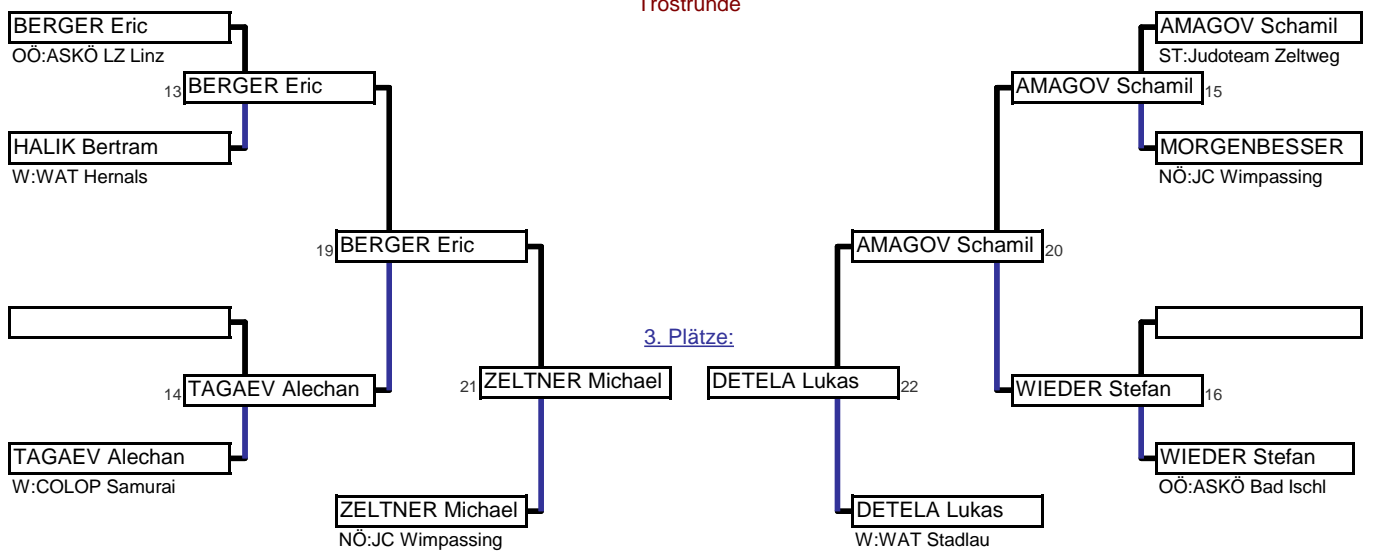 Trostrunde
BERGER Eric
OÖ:ASKÖ LZ Linz
13 BERGER Eric
HALIK Bertram
W:WAT Hernals
19 BERGER Eric
14 TAGAEV Alechan
TAGAEV Alechan
W:COLOP Samurai
3. Plätze:
21 ZELTNER Michael
ZELTNER Michael
NÖ:JC Wimpassing
AMAGOV Schamil
ST:Judoteam Zeltweg
AMAGOV Schamil 15
MORGENBESSER
NÖ:JC Wimpassing
AMAGOV Schamil 20
DETELA Lukas 22
WIEDER Stefan 16
WIEDER Stefan
OÖ:ASKÖ Bad Ischl
DETELA Lukas
W:WAT Stadlau